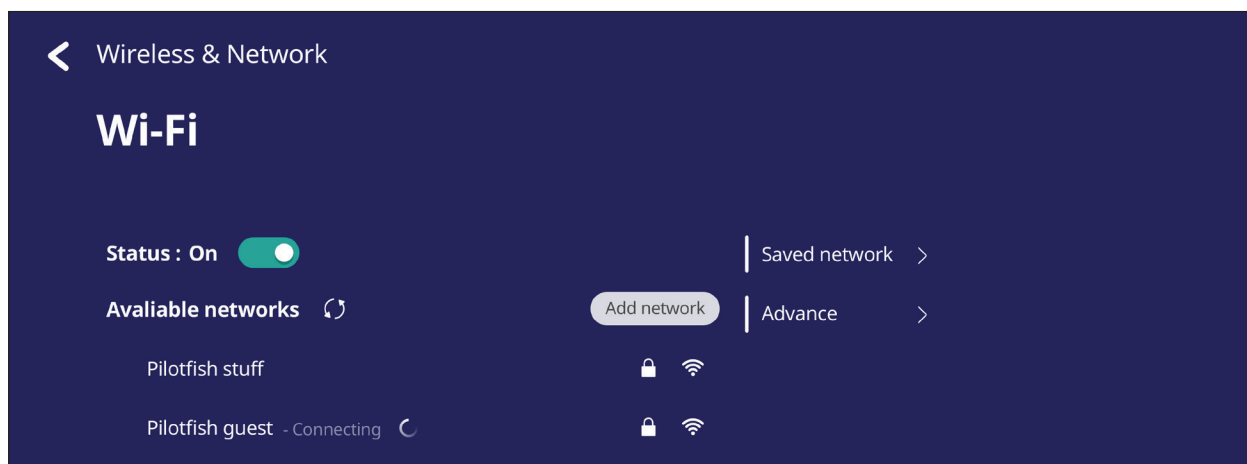 Wireless & Network
Wi-Fi
Status : On
Saved network
Avaliable networks
Add network
Advance
Pilotfish stuff
Pilotfish guest - Connecting